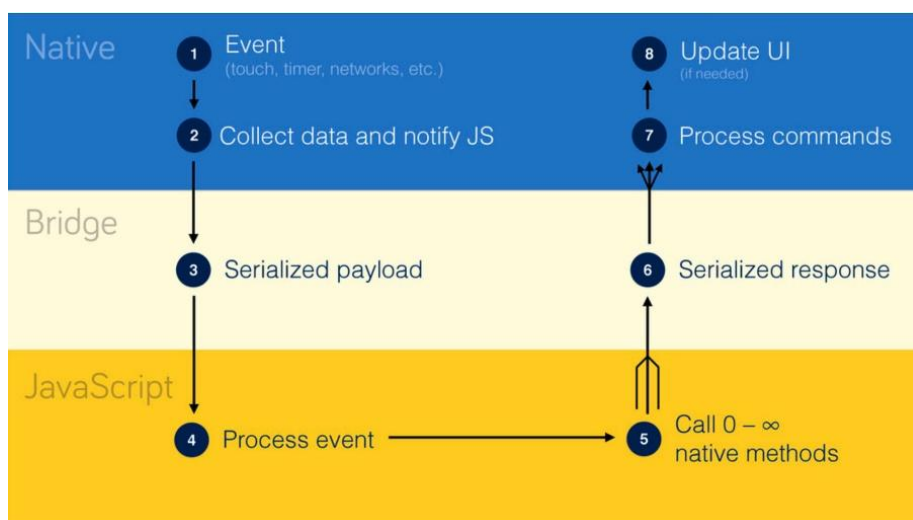 Native
1
Event
(touch, timer, networks, etc.)
8
Update UI
(if needed)
2
Collect data and notify JS
7
Process commands
Bridge
3
Serialized payload
6
Serialized response
JavaScript
4
Process event
5
Call 0 – ∞
native methods